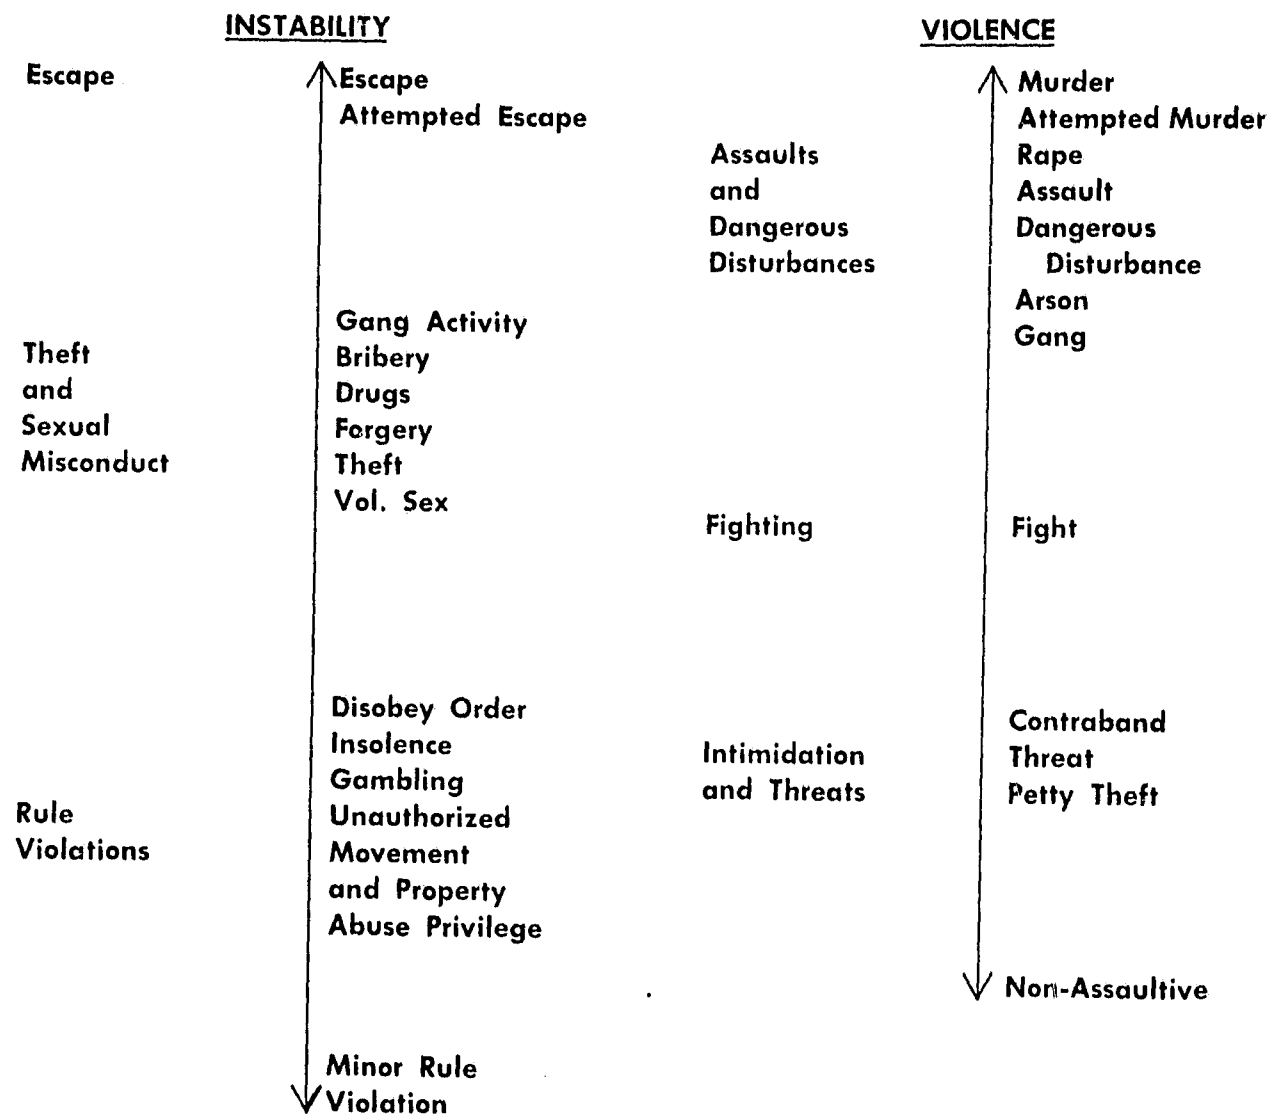 INSTABILITY
Escape
Escape
Attempted Escape
Theft
and
Sexual
Misconduct
Gang Activity
Bribery
Drugs
Forgery
Theft
Vol. Sex
Rule
Violations
Disobey Order
Insolence
Gambling
Unauthorized
Movement
and Property
Abuse Privilege
Minor Rule
Violation
VIOLENCE
Assaults
and
Dangerous
Disturbances
Murder
Attempted Murder
Rape
Assault
Dangerous
Disturbance
Arson
Gang
Fighting
Fight
Intimidation
and Threats
Contraband
Threat
Petty Theft
Non-Assaultive